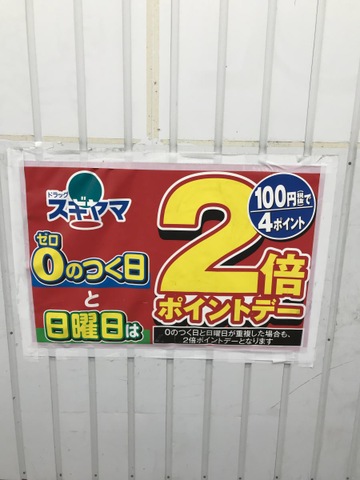 ドラッグ
スギヤマ
ゼロ
0のつく日
と
日曜日は
2倍
ポイントデー
100円(税抜)で
4ポイント
0のつく日と日曜日が重複した場合も、
2倍ポイントデーとなります